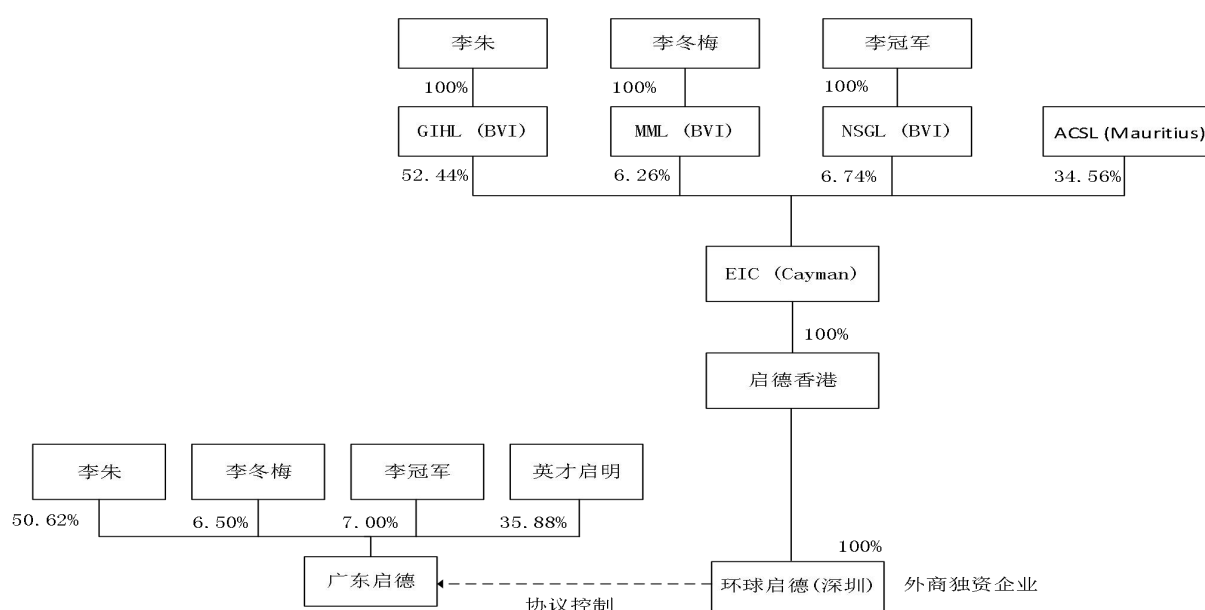 李朱
李冬梅
李冠军
100%
100%
100%
GIHL (BVI)
MML (BVI)
NSGL (BVI)
ACSL (Mauritius)
52.44%
6.26%
6.74%
34.56%
EIC (Cayman)
100%
启德香港
李朱
李冬梅
李冠军
英才启明
50.62%
6.50%
7.00%
35.88%
100%
广东启德
环球启德(深圳)
外商独资企业
协议控制